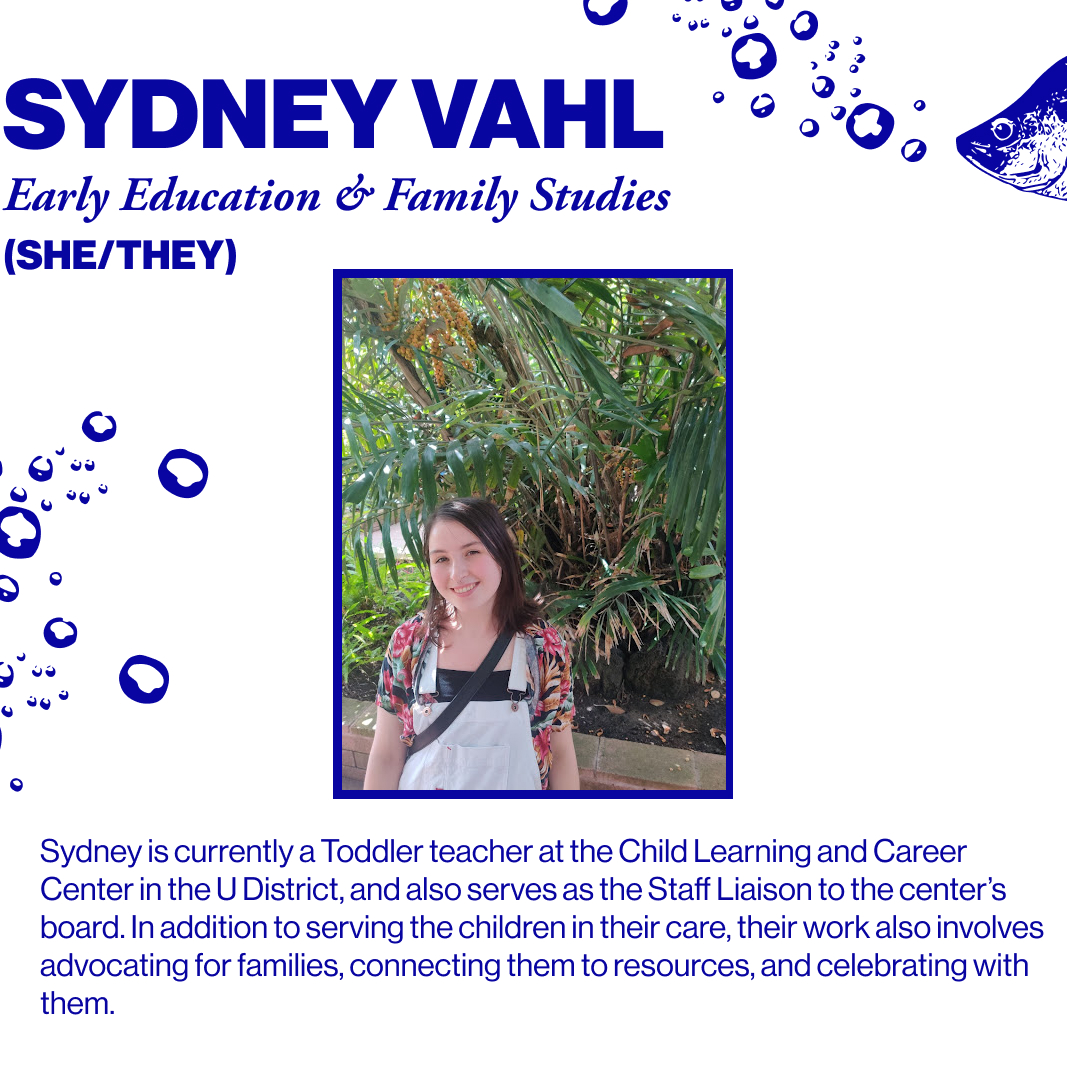 SYDNEY VAHL
Early Education & Family Studies
(SHE/THEY)
Sydney is currently a Toddler teacher at the Child Learning and Career
Center in the U District, and also serves as the Staff Liaison to the center’s
board. In addition to serving the children in their care, their work also involves
advocating for families, connecting them to resources, and celebrating with
them.